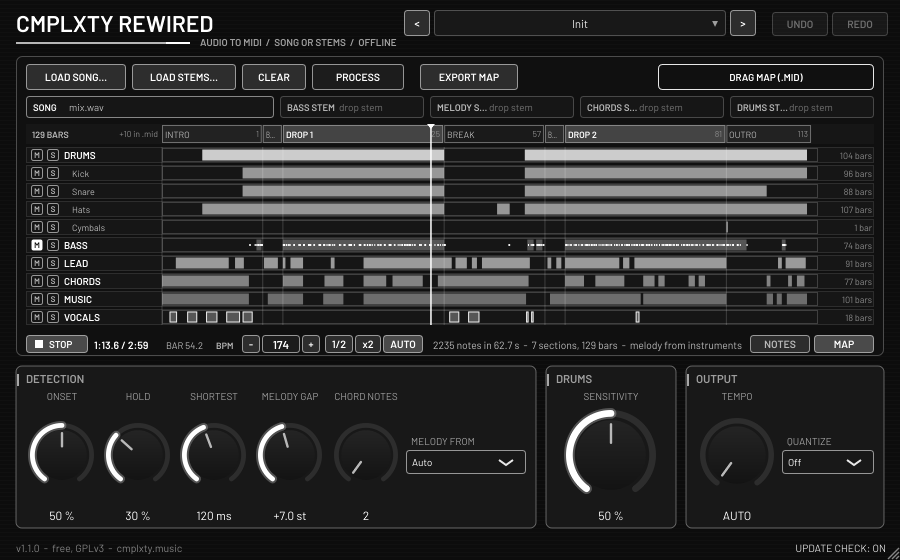 CMPLXTY REWIRED
AUDIO TO MIDI / SONG OR STEMS / OFFLINE
< Init ▼ > UNDO REDO
LOAD SONG... LOAD STEMS... CLEAR PROCESS EXPORT MAP DRAG MAP (.MID)
SONG mix.wav BASS STEM drop stem MELODY S... drop stem CHORDS S... drop stem DRUMS ST... drop stem
129 BARS +10 in .mid INTRO 1 B... DROP 1 25 BREAK 57 B... DROP 2 81 OUTRO 113
M S DRUMS 104 bars
M S Kick 96 bars
M S Snare 88 bars
M S Hats 107 bars
M S Cymbals 1 bar
M S BASS 74 bars
M S LEAD 91 bars
M S CHORDS 77 bars
M S MUSIC 101 bars
M S VOCALS 18 bars
STOP 1:13.6 / 2:59 BAR 54.2 BPM - 174 + 1/2 x2 AUTO 2235 notes in 62.7 s - 7 sections, 129 bars - melody from instruments NOTES MAP
DETECTION
ONSET HOLD SHORTEST MELODY GAP CHORD NOTES
MELODY FROM
Auto
50 % 30 % 120 ms +7.0 st 2
DRUMS
SENSITIVITY
50 %
OUTPUT
TEMPO
QUANTIZE
Off
AUTO
v1.1.0 - free, GPLv3 - cmplxty.music
UPDATE CHECK: ON